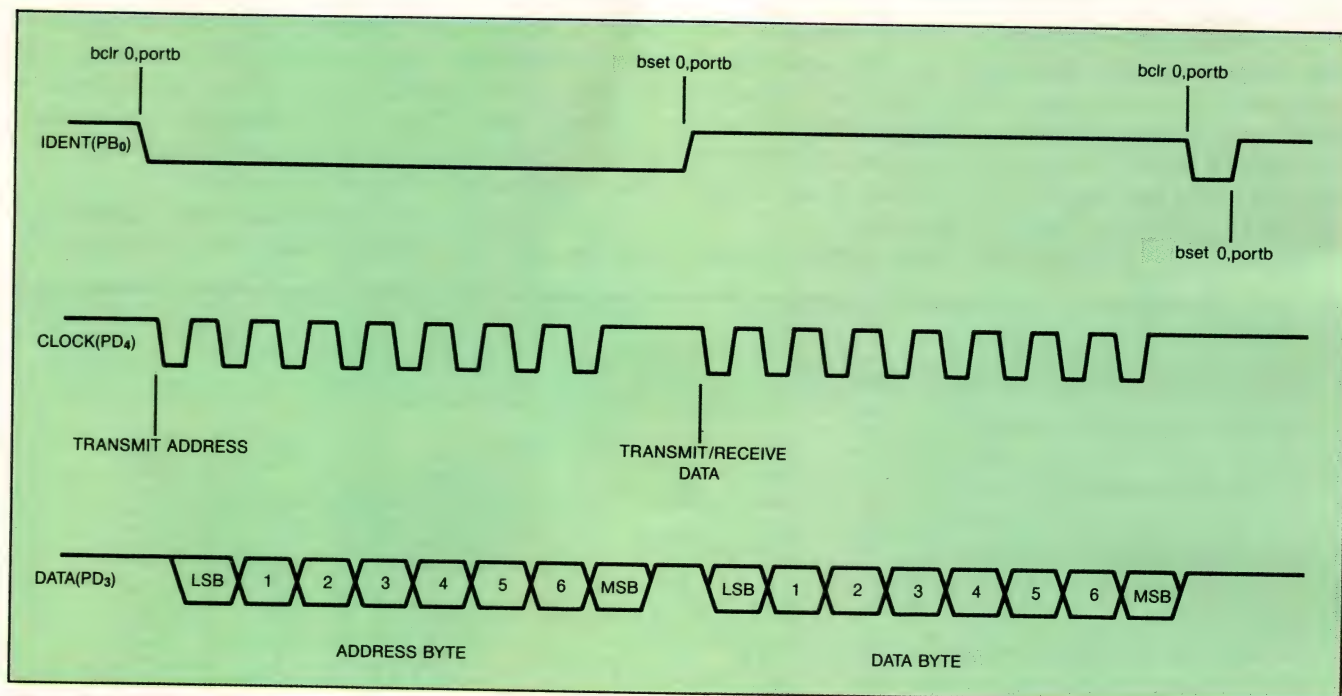 bclr 0,portb
bset 0,portb
bclr 0,portb
IDENT(PB₀)
bset 0,portb
CLOCK(PD₄)
TRANSMIT ADDRESS
TRANSMIT/RECEIVE
DATA
DATA(PD₃)
LSB 1 2 3 4 5 6 MSB
LSB 1 2 3 4 5 6 MSB
ADDRESS BYTE
DATA BYTE